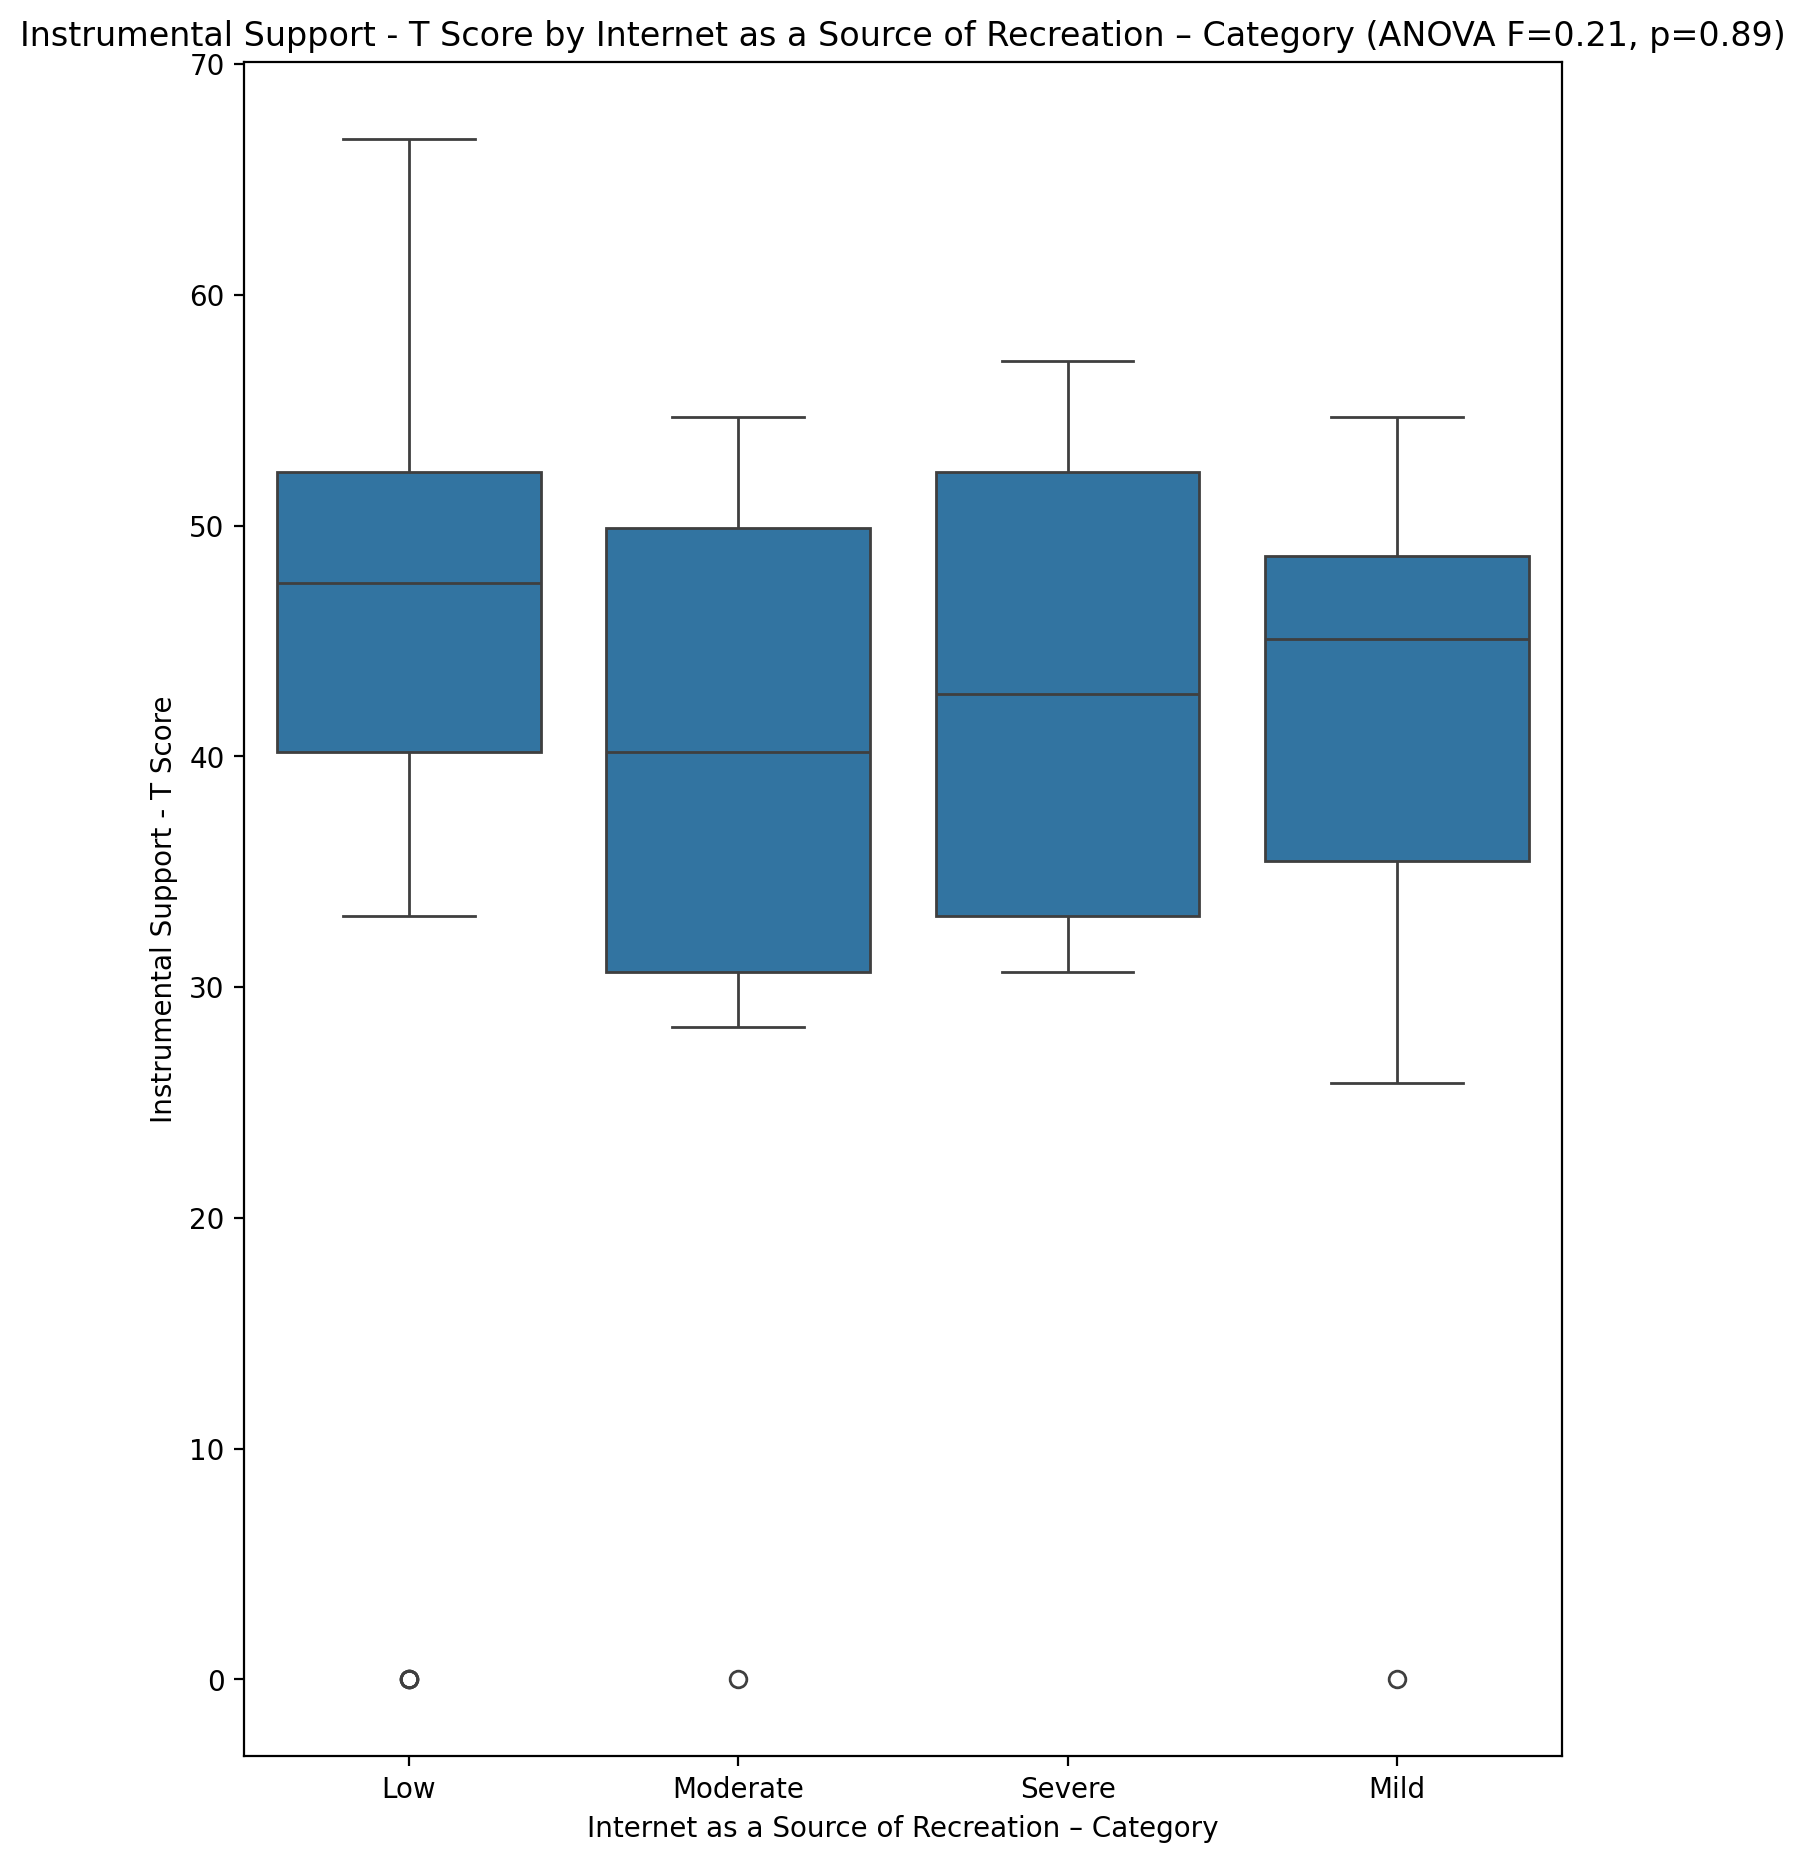 Instrumental Support - T Score by Internet as a Source of Recreation – Category (ANOVA F=0.21, p=0.89)
70
60
50
40
30
20
10
0
Instrumental Support - T Score
Low Moderate Severe Mild
Internet as a Source of Recreation – Category